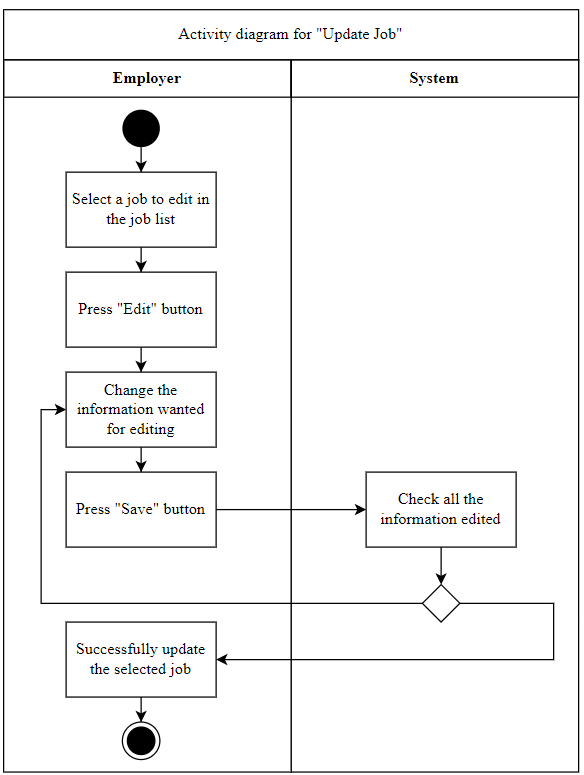 Activity diagram for "Update Job"
Employer
System
Select a job to edit in
the job list
Press "Edit" button
Change the
information wanted
for editing
Press "Save" button
Check all the
information edited
Successfully update
the selected job